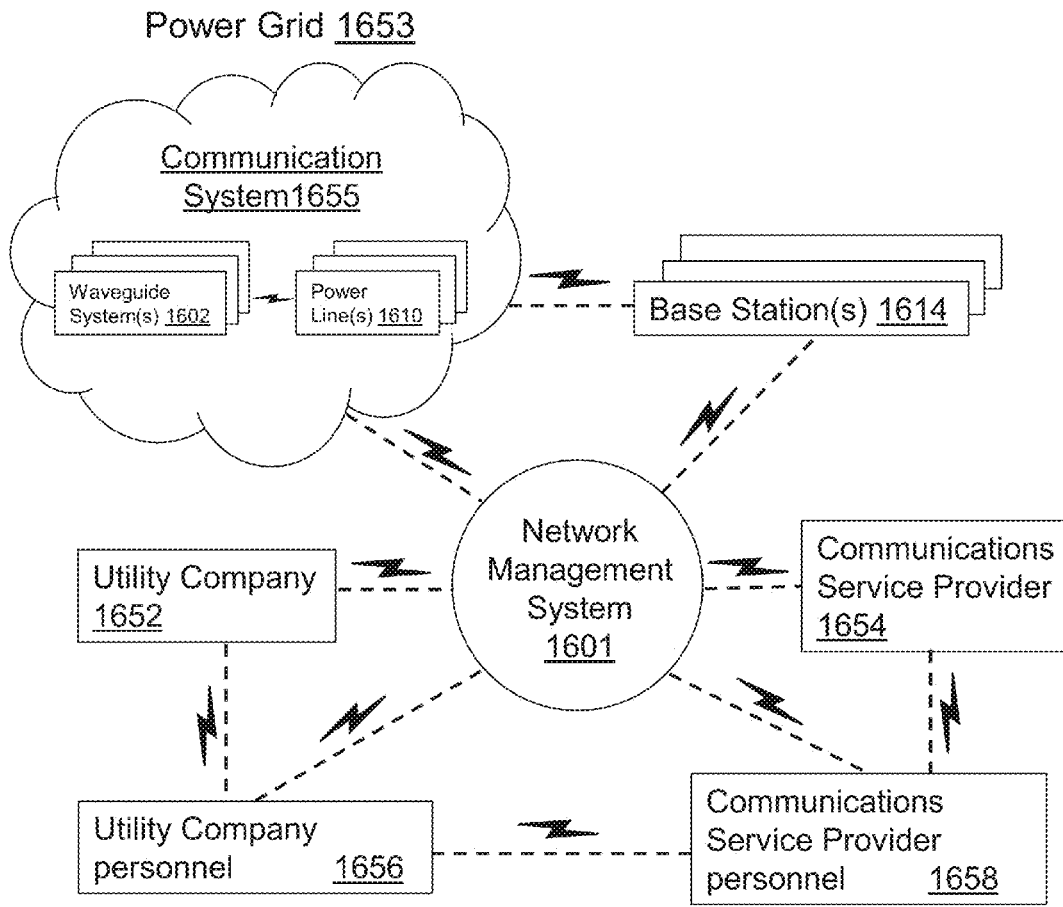 Power Grid 1653
Communication
System1655
Waveguide
System(s) 1602
Power
Line(s) 1610
Base Station(s) 1614
Network
Management
System
1601
Utility Company
1652
Communications
Service Provider
1654
Utility Company
personnel 1656
Communications
Service Provider
personnel 1658